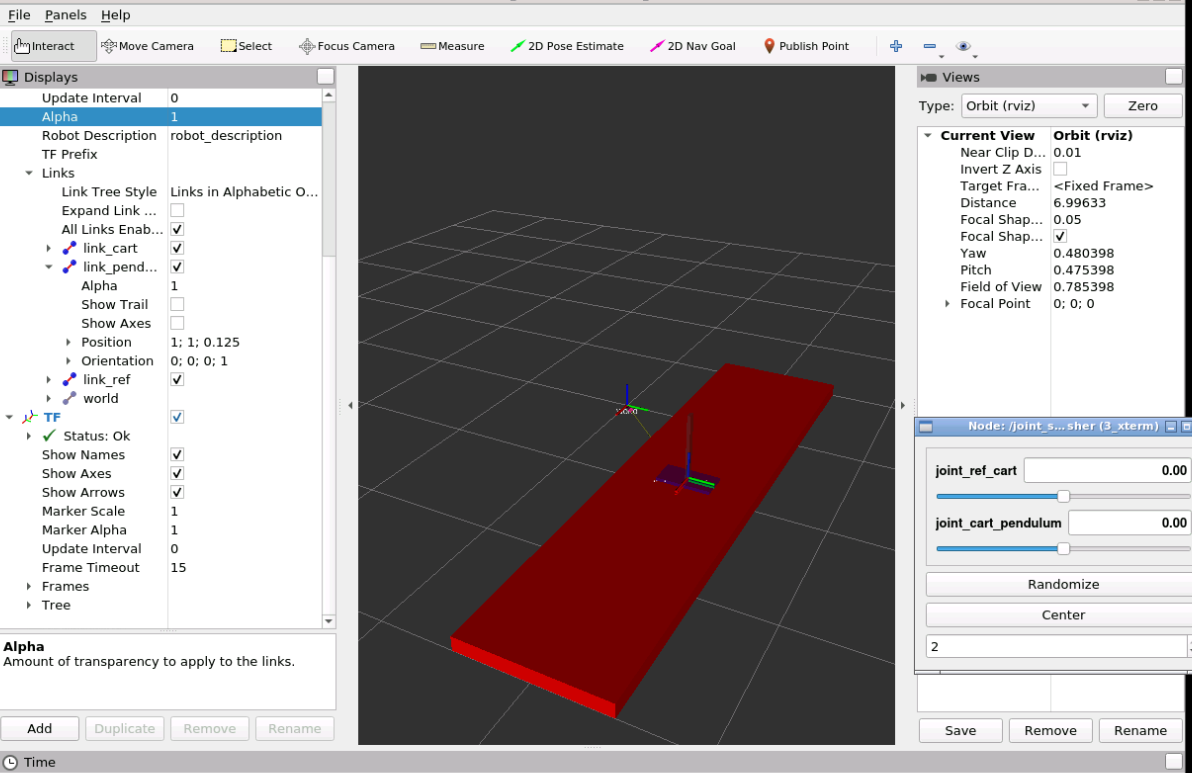 File Panels Help
Interact Move Camera Select Focus Camera Measure 2D Pose Estimate 2D Nav Goal Publish Point
Displays
Update Interval 0
Alpha 1
Robot Description robot_description
TF Prefix
Links
Link Tree Style Links in Alphabetic O...
Expand Link ...
All Links Enab...
link_cart
link_pend...
Alpha 1
Show Trail
Show Axes
Position 1; 1; 0.125
Orientation 0; 0; 0; 1
link_ref
world
TF
Status: Ok
Show Names
Show Axes
Show Arrows
Marker Scale 1
Marker Alpha 1
Update Interval 0
Frame Timeout 15
Frames
Tree
Alpha
Amount of transparency to apply to the links.
Add Duplicate Remove Rename
Time
world
Views
Type: Orbit (rviz) Zero
Current View Orbit (rviz)
Near Clip D... 0.01
Invert Z Axis
Target Fra... <Fixed Frame>
Distance 6.99633
Focal Shap... 0.05
Focal Shap...
Yaw 0.480398
Pitch 0.475398
Field of View 0.785398
Focal Point 0; 0; 0
Node: /joint_s...sher (3_xterm)
joint_ref_cart 0.00
joint_cart_pendulum 0.00
Randomize
Center
2
Save Remove Rename